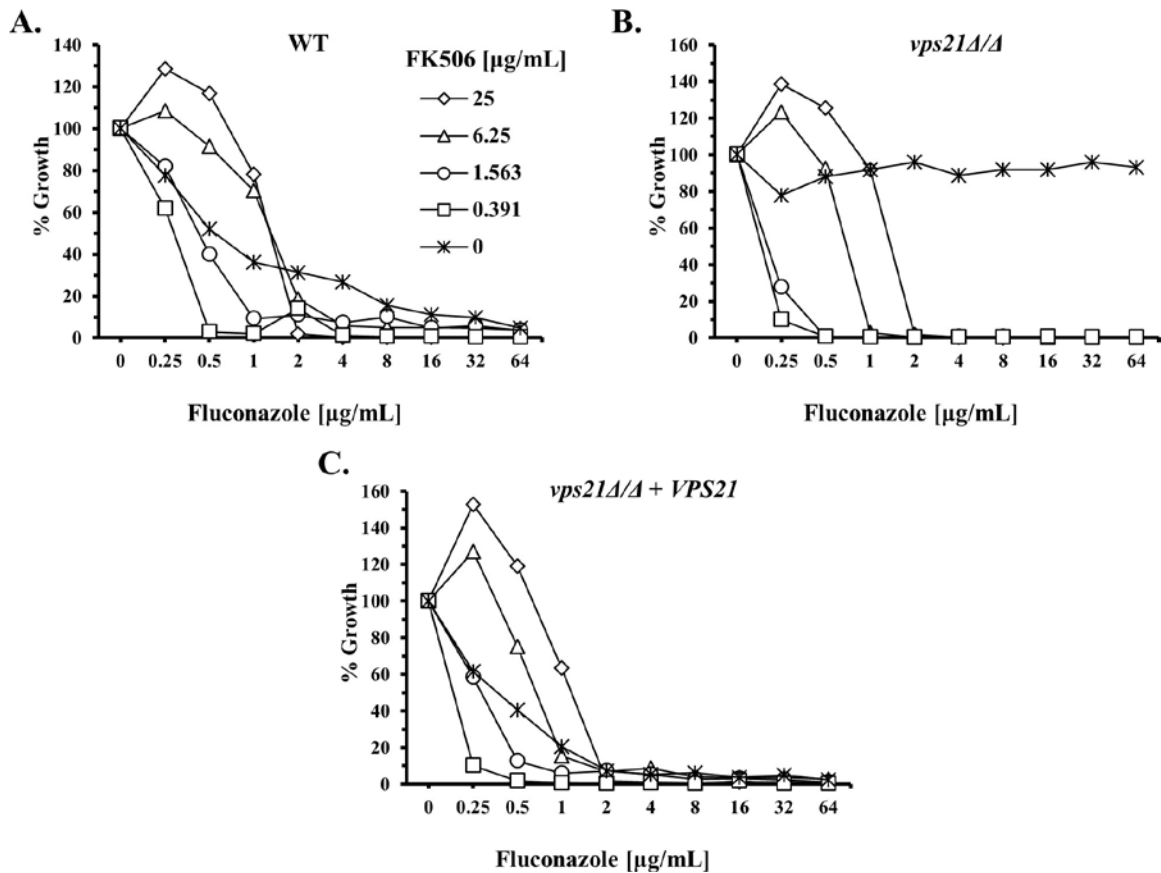 A.
WT
140
120
100
80
60
40
20
0
% Growth
0 0.25 0.5 1 2 4 8 16 32 64
Fluconazole [µg/mL]
FK506 [µg/mL]
25
6.25
1.563
0.391
0
B.
vps21Δ/Δ
160
140
120
100
80
60
40
20
0
% Growth
0 0.25 0.5 1 2 4 8 16 32 64
Fluconazole [µg/mL]
C.
vps21Δ/Δ + VPS21
160
140
120
100
80
60
40
20
0
% Growth
0 0.25 0.5 1 2 4 8 16 32 64
Fluconazole [µg/mL]